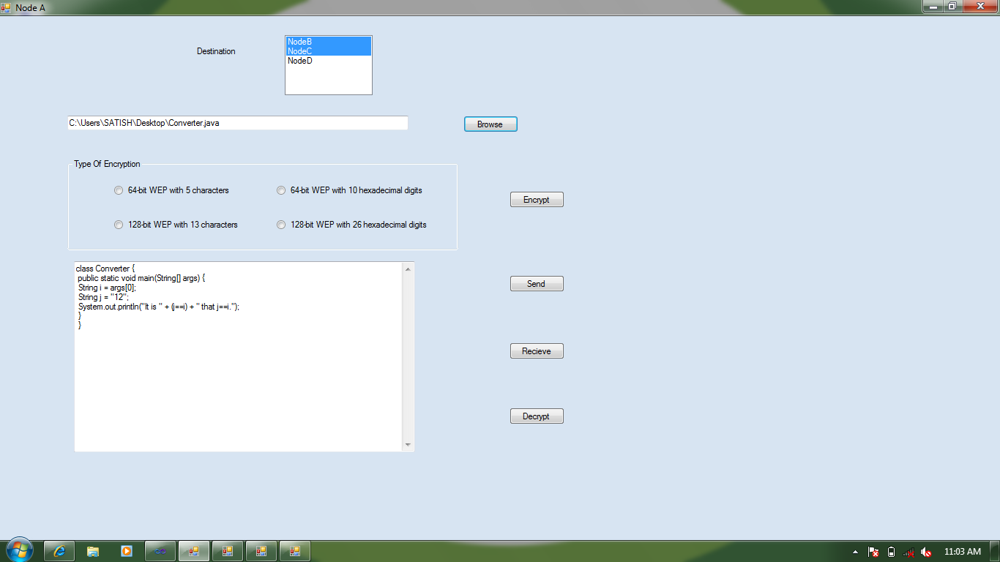 Node A
Destination
NodeB
NodeC
NodeD
C:\Users\SATISH\Desktop\Converter.java
Browse
Type Of Encryption
64-bit WEP with 5 characters
64-bit WEP with 10 hexadecimal digits
128-bit WEP with 13 characters
128-bit WEP with 26 hexadecimal digits
Encrypt
class Converter {
public static void main(String[] args) {
String i = args[0];
String j = "12";
System.out.println("It is " + (j==i) + " that j==i.");
}
}
Send
Recieve
Decrypt
11:03 AM